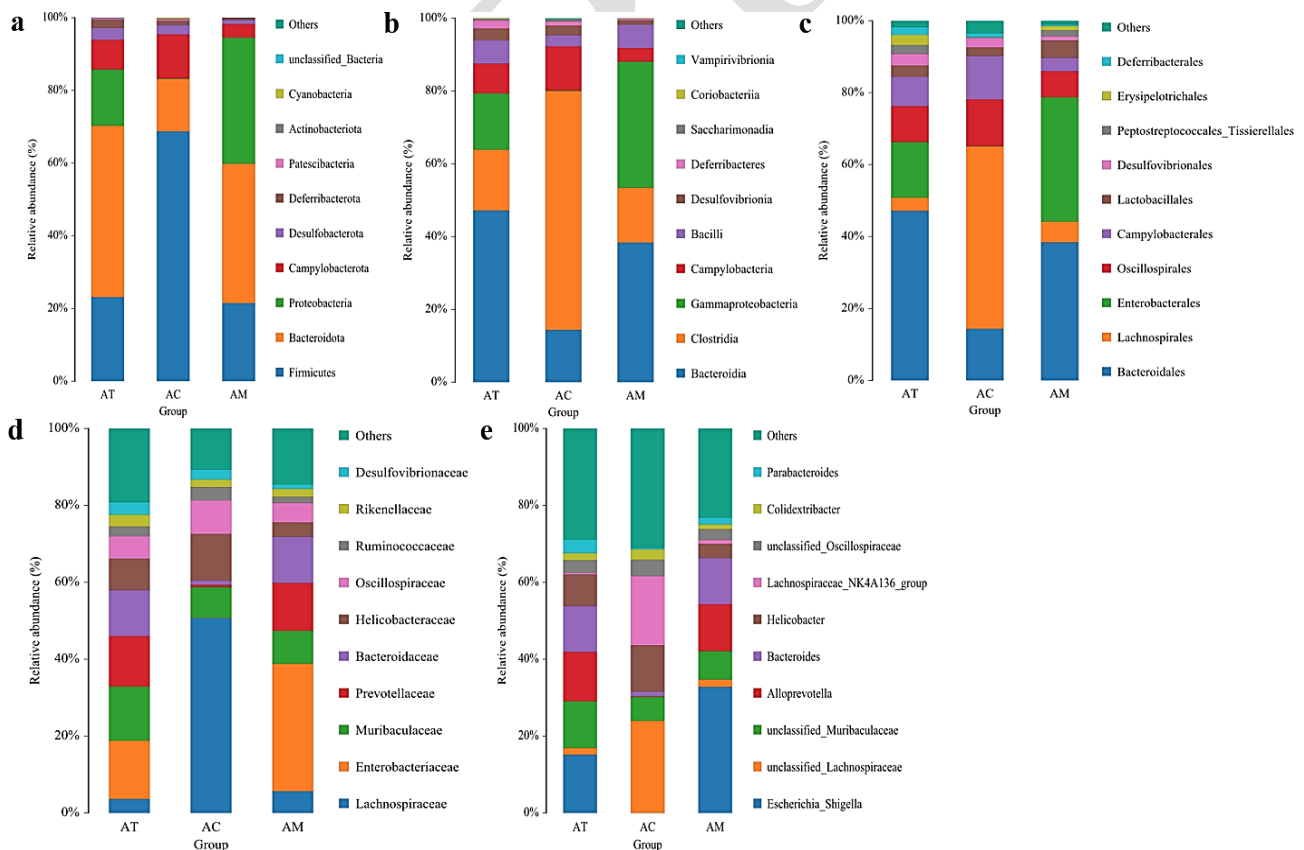 a
Relative abundance (%)
100%
80%
60%
40%
20%
0%
AT
AC
AM
Group
Others
unclassified_Bacteria
Cyanobacteria
Actinobacteriota
Patescibacteria
Deferribacterota
Desulfobacterota
Campylobacterota
Proteobacteria
Bacteroidota
Firmicutes
b
Relative abundance (%)
100%
80%
60%
40%
20%
0%
AT
AC
AM
Group
Others
Vampirivibrionia
Coriobacteriia
Saccharimonadia
Deferribacteres
Desulfovibrionia
Bacilli
Campylobacteria
Gammaproteobacteria
Clostridia
Bacteroidia
c
Relative abundance (%)
100%
80%
60%
40%
20%
0%
AT
AC
AM
Group
Others
Deferribacterales
Erysipelotrichales
Peptostreptococcales_Tissierellales
Desulfovibrionales
Lactobacillales
Campylobacterales
Oscillospirales
Enterobacterales
Lachnospirales
Bacteroidales
d
Relative abundance (%)
100%
80%
60%
40%
20%
0%
AT
AC
AM
Group
Others
Desulfovibrionaceae
Rikenellaceae
Ruminococcaceae
Oscillospiraceae
Helicobacteraceae
Bacteroidaceae
Prevotellaceae
Muribaculaceae
Enterobacteriaceae
Lachnospiraceae
e
Relative abundance (%)
100%
80%
60%
40%
20%
0%
AT
AC
AM
Group
Others
Parabacteroides
Colidextribacter
unclassified_Oscillospiraceae
Lachnospiraceae_NK4A136_group
Helicobacter
Bacteroides
Alloprevotella
unclassified_Muribaculaceae
unclassified_Lachnospiraceae
Escherichia_Shigella